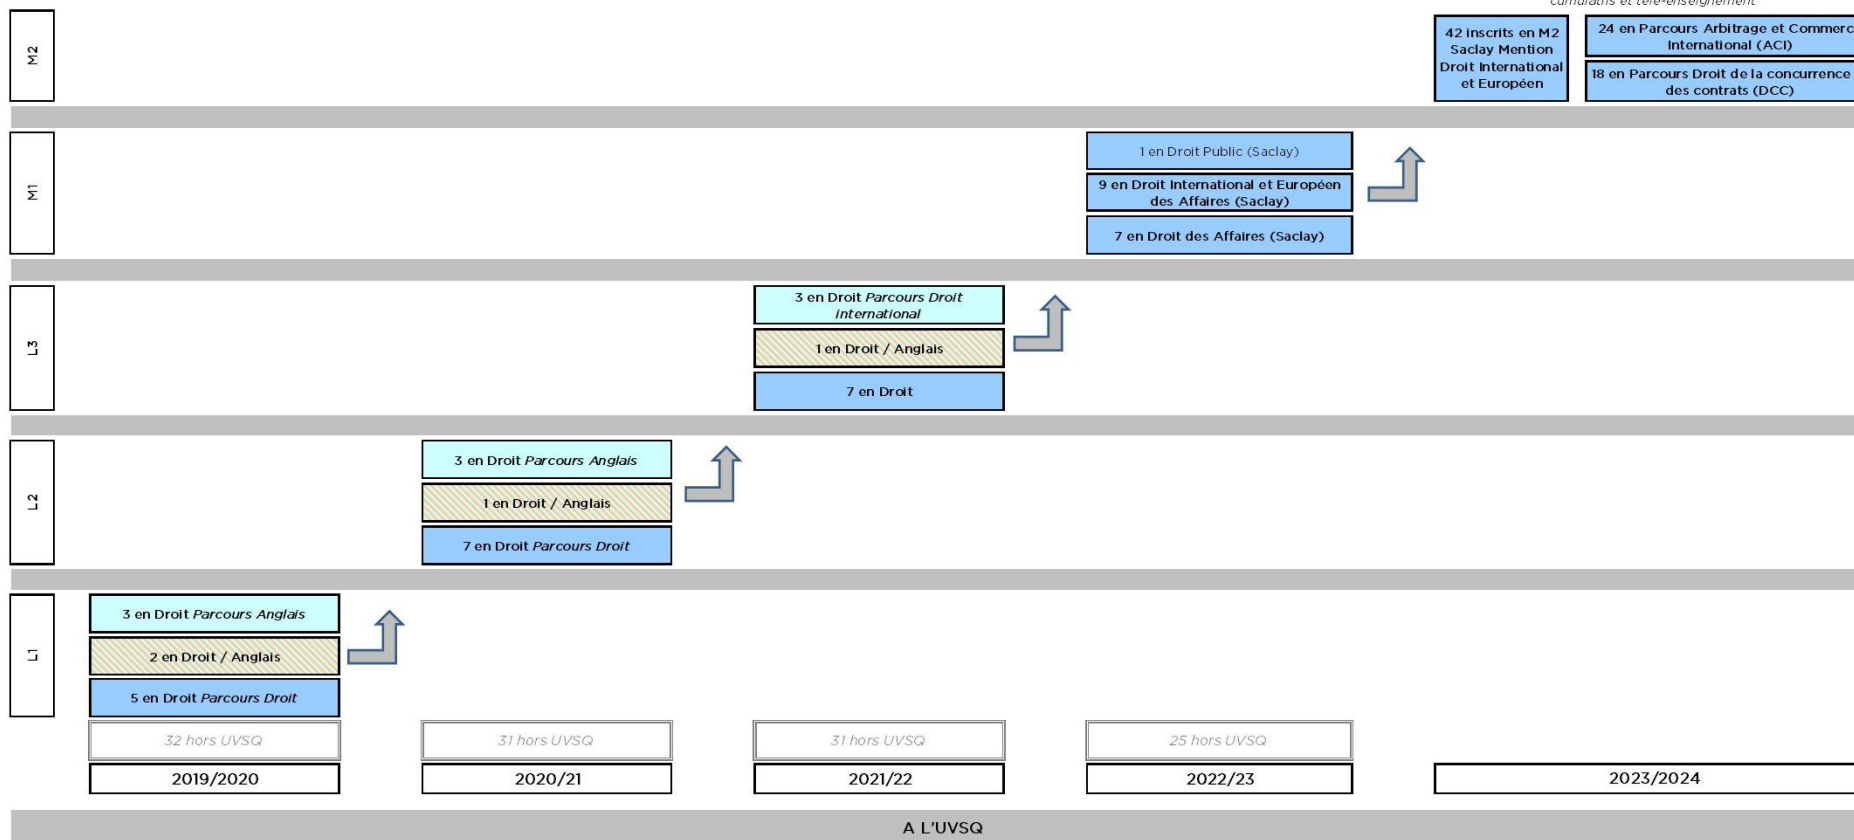 cumulatifs et télé-enseignement
M2
42 inscrits en M2
Saclay Mention
Droit International
et Européen
24 en Parcours Arbitrage et Commerc
International (ACI)
18 en Parcours Droit de la concurrence
des contrats (DCC)
M1
1 en Droit Public (Saclay)
9 en Droit International et Européen
des Affaires (Saclay)
7 en Droit des Affaires (Saclay)
L3
3 en Droit Parcours Droit
international
1 en Droit / Anglais
7 en Droit
L2
3 en Droit Parcours Anglais
1 en Droit / Anglais
7 en Droit Parcours Droit
L1
3 en Droit Parcours Anglais
2 en Droit / Anglais
5 en Droit Parcours Droit
32 hors UVSQ
31 hors UVSQ
31 hors UVSQ
25 hors UVSQ
2019/2020
2020/21
2021/22
2022/23
2023/2024
A L'UVSQ